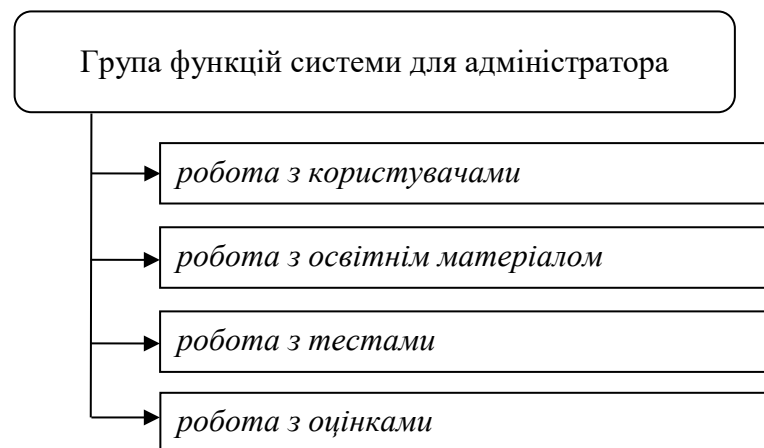 Група функцій системи для адміністратора
робота з користувачами
робота з освітнім матеріалом
робота з тестами
робота з оцінками